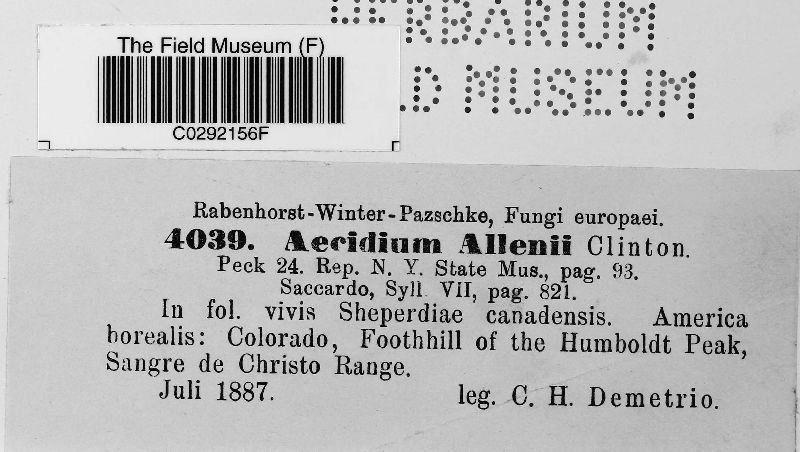 HERBARIUM
The Field Museum (F)
LD MUSEUM
C0292156F
Rabenhorst-Winter-Pazschke, Fungi europaei.
4039. Aecidium Allenii Clinton.
Peck 24. Rep. N. Y. State Mus., pag. 93.
Saccardo, Syll. VII, pag. 821.
In fol. vivis Sheperdiae canadensis. America
borealis: Colorado, Foothhill of the Humboldt Peak,
Sangre de Christo Range.
Juli 1887. leg. C. H. Demetrio.